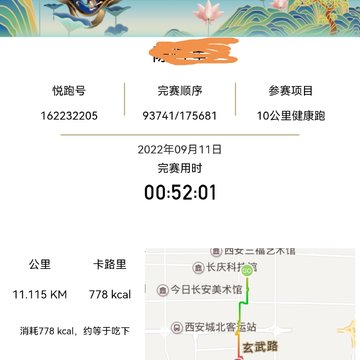 悦跑号 完赛顺序 参赛项目
162232205 93741/175681 10公里健康跑
2022年09月11日
完赛用时
00:52:01
公里 卡路里
11.115 KM 778 kcal
消耗778 kcal，约等于吃下
西安三福艺术馆
长庆科技馆
GO
今日长安美术馆
西安城北客运站
玄武路